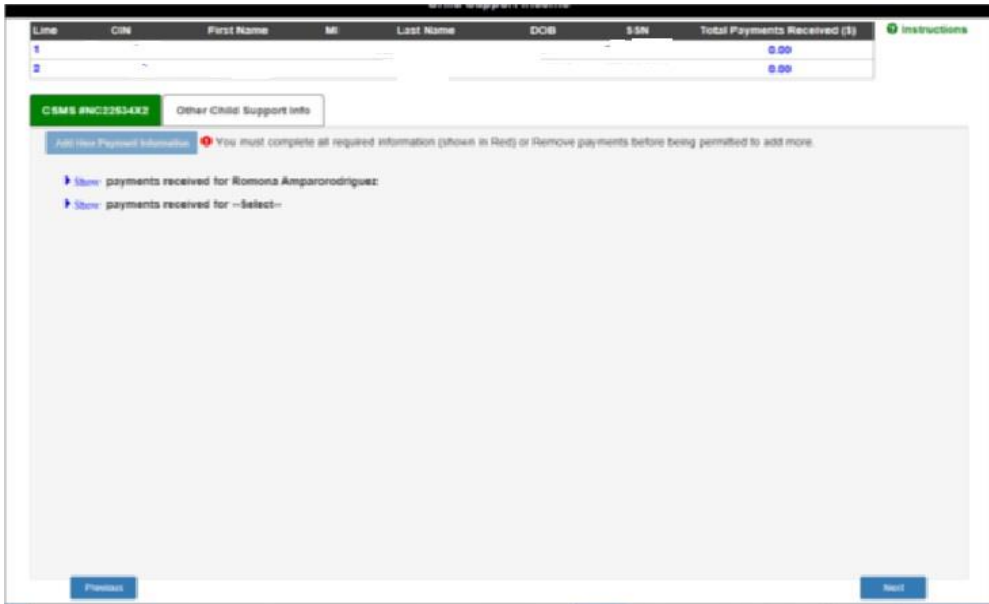 Child Support Income
Line CIN First Name MI Last Name DOB SSN Total Payments Received ($) Instructions
1 0.00
2 0.00
CSMS #NC22534X2 Other Child Support Info
Add New Payment Information You must complete all required information (shown in Red) or Remove payments before being permitted to add more.
Show payments received for Romona Ampararodriguez
Show payments received for --Select--
Previous Next